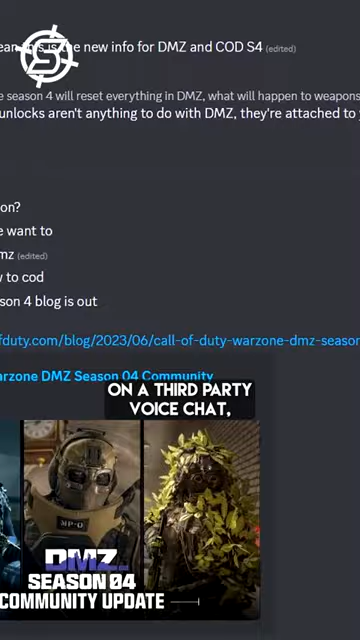 ean this is the new info for DMZ and COD S4 (edited)
e season 4 will reset everything in DMZ, what will happen to weapons
unlocks aren't anything to do with DMZ, they're attached to y
on?
e want to
mz (edited)
w to cod
son 4 blog is out
fduty.com/blog/2023/06/call-of-duty-warzone-dmz-season
arzone DMZ Season 04 Community
ON A THIRD PARTY
VOICE CHAT,
MP-0
DMZ
SEASON 04
COMMUNITY UPDATE